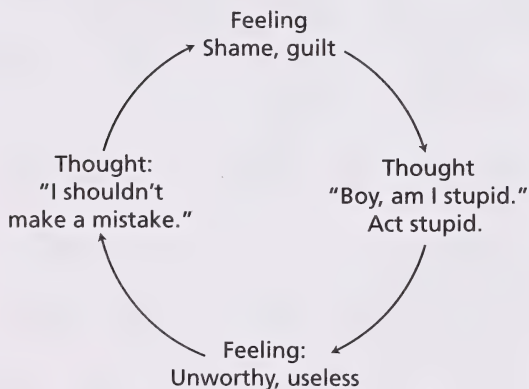 Feeling
Shame, guilt
Thought
"Boy, am I stupid."
Act stupid.
Feeling:
Unworthy, useless
Thought:
"I shouldn't
make a mistake."